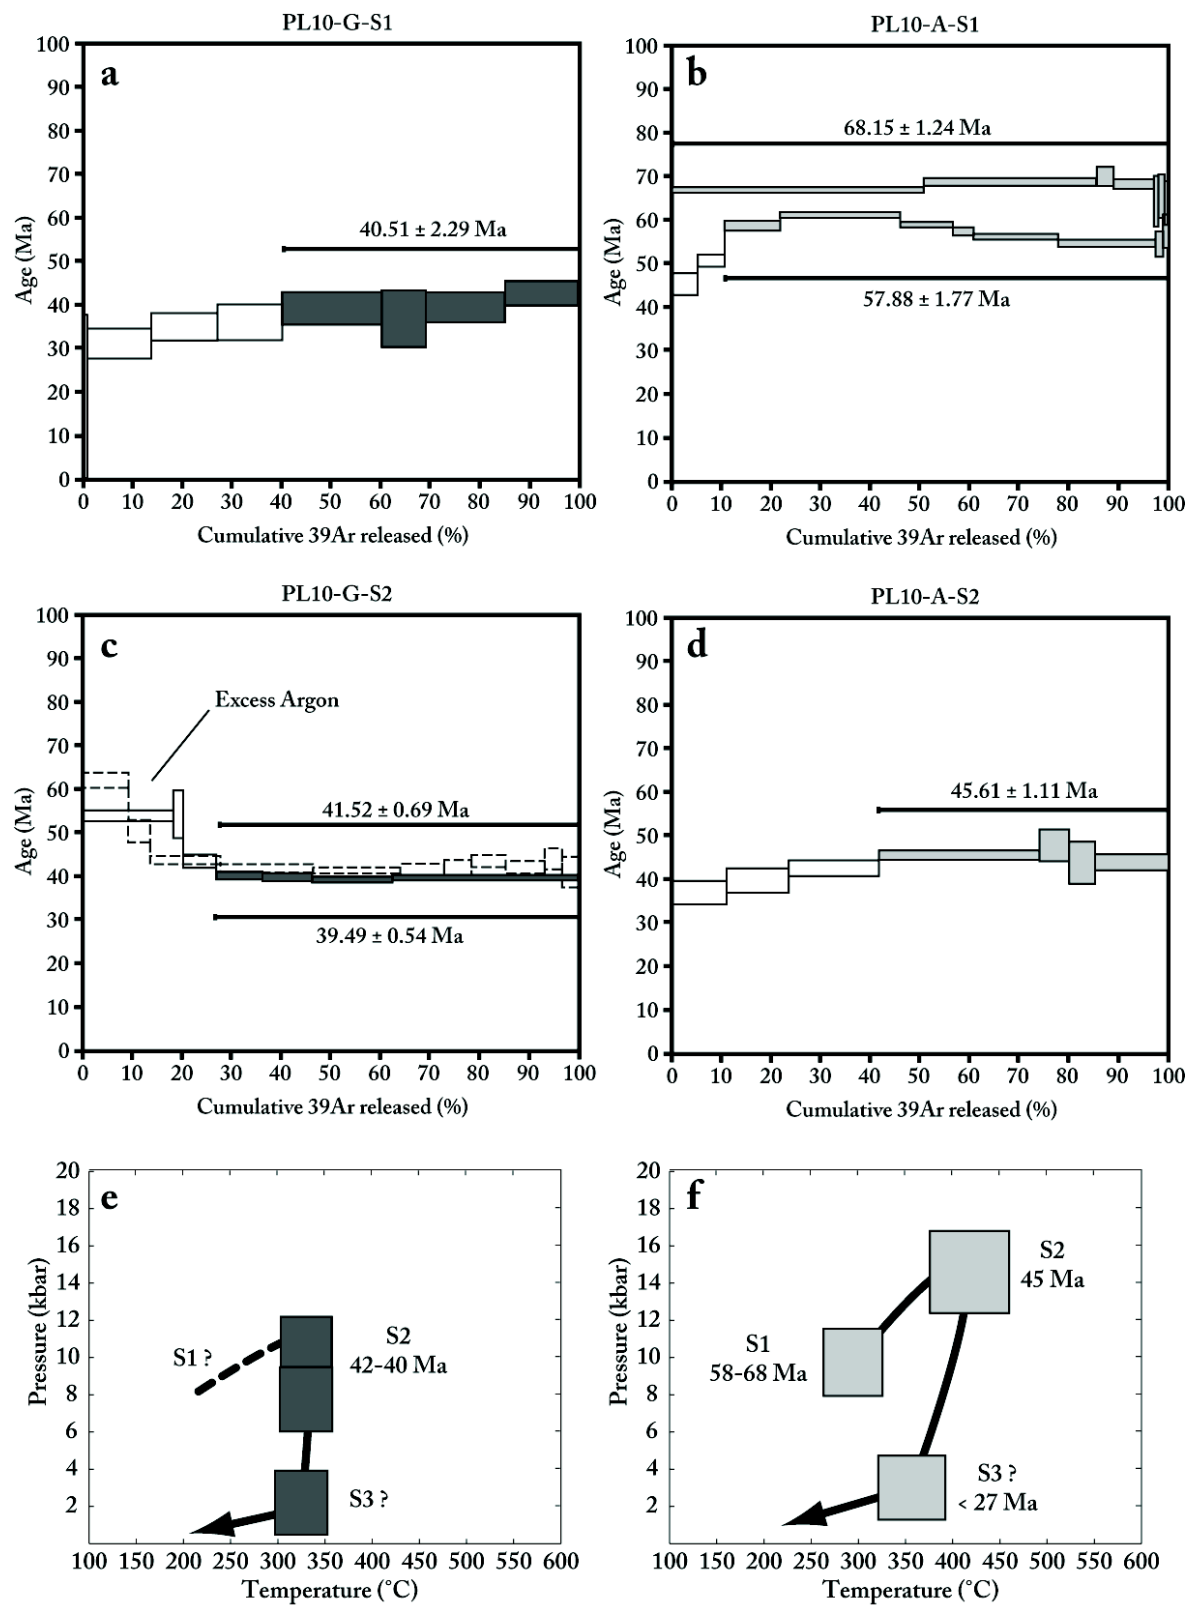 PL10-G-S1
a
100
90
80
70
60
50
40
30
20
10
0
Age (Ma)
40.51 ± 2.29 Ma
0 10 20 30 40 50 60 70 80 90 100
Cumulative 39Ar released (%)
PL10-A-S1
b
100
90
80
70
60
50
40
30
20
10
0
Age (Ma)
68.15 ± 1.24 Ma
57.88 ± 1.77 Ma
0 10 20 30 40 50 60 70 80 90 100
Cumulative 39Ar released (%)
PL10-G-S2
c
100
90
80
70
60
50
40
30
20
10
0
Age (Ma)
Excess Argon
41.52 ± 0.69 Ma
39.49 ± 0.54 Ma
0 10 20 30 40 50 60 70 80 90 100
Cumulative 39Ar released (%)
PL10-A-S2
d
100
90
80
70
60
50
40
30
20
10
0
Age (Ma)
45.61 ± 1.11 Ma
0 10 20 30 40 50 60 70 80 90 100
Cumulative 39Ar released (%)
e
20
18
16
14
12
10
8
6
4
2
Pressure (kbar)
S1 ?
S2
42-40 Ma
S3 ?
100 150 200 250 300 350 400 450 500 550 600
Temperature (°C)
f
20
18
16
14
12
10
8
6
4
2
Pressure (kbar)
S2
45 Ma
S1
58-68 Ma
S3 ?
< 27 Ma
100 150 200 250 300 350 400 450 500 550 600
Temperature (°C)